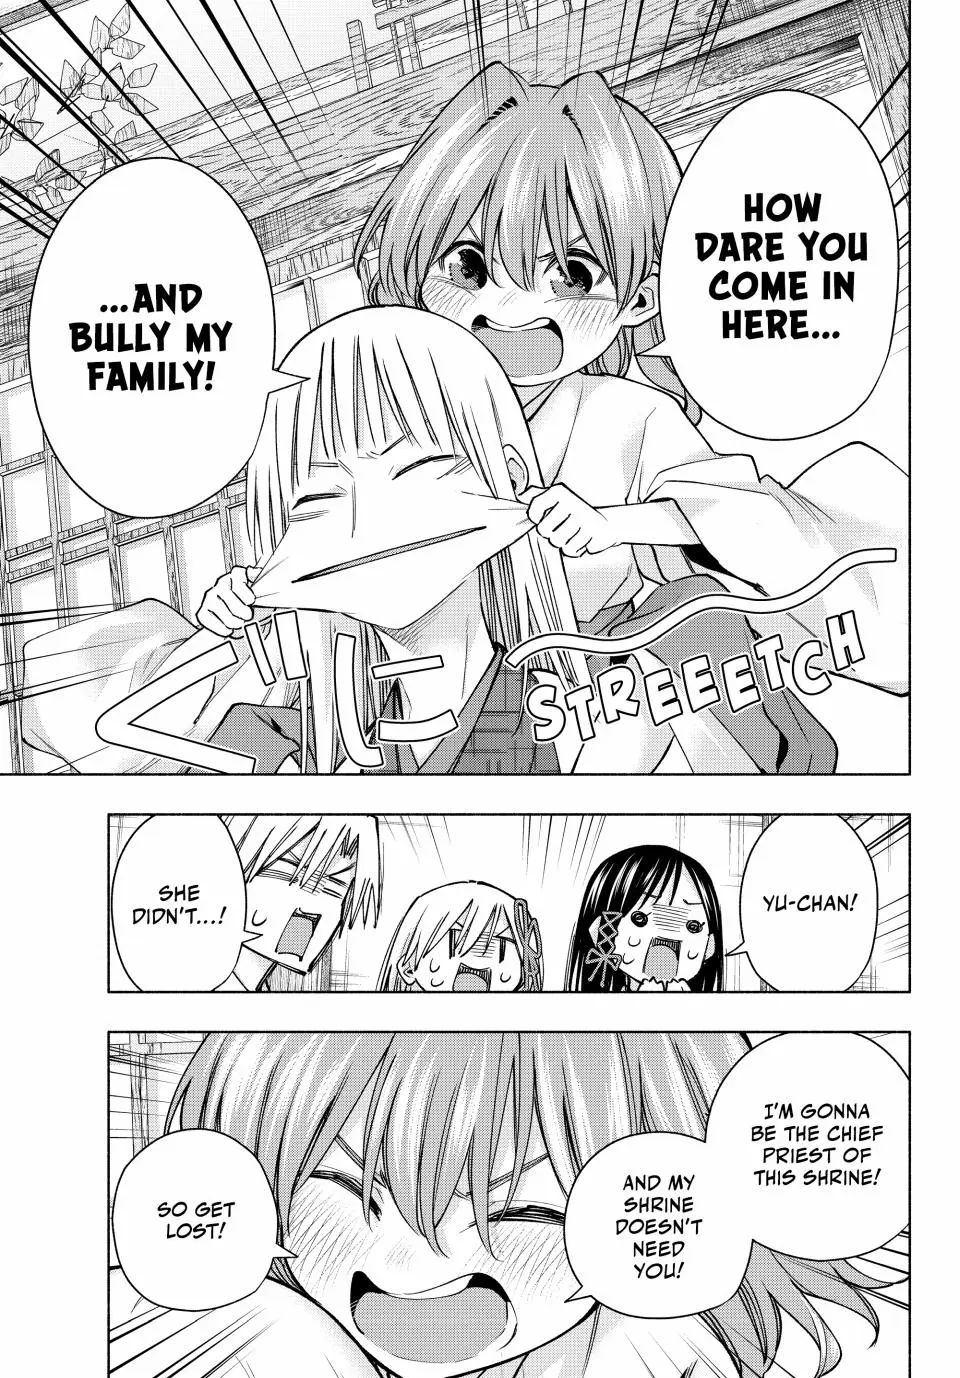 HOW
DARE YOU
COME IN
HERE...
...AND
BULLY MY
FAMILY!
ぐにー
STREEETCH
YU-CHAN!
SHE
DIDN'T...!
I'M GONNA
BE THE CHIEF
PRIEST OF
THIS SHRINE!
AND MY
SHRINE
DOESN'T
NEED
YOU!
SO GET
LOST!